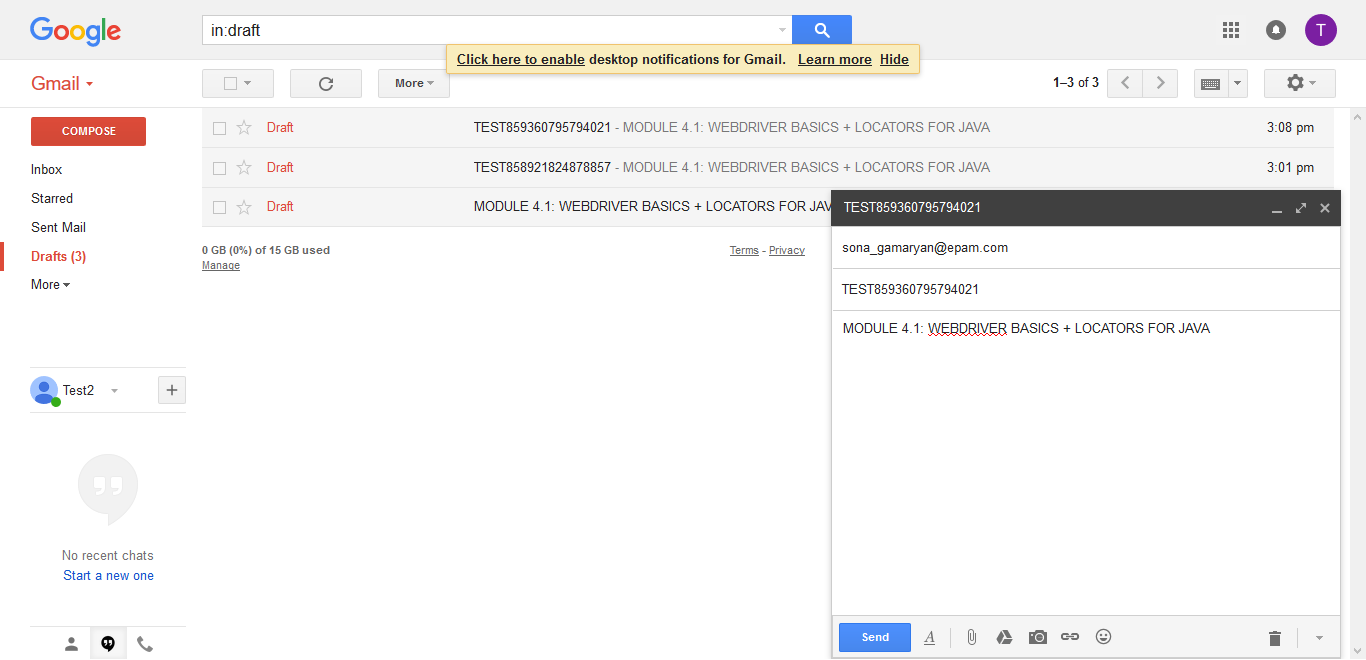 Google
in:draft
T
Click here to enable desktop notifications for Gmail. Learn more Hide
Gmail
More
1–3 of 3
COMPOSE
Inbox
Starred
Sent Mail
Drafts (3)
More
Draft TEST859360795794021 - MODULE 4.1: WEBDRIVER BASICS + LOCATORS FOR JAVA 3:08 pm
Draft TEST858921824878857 - MODULE 4.1: WEBDRIVER BASICS + LOCATORS FOR JAVA 3:01 pm
Draft MODULE 4.1: WEBDRIVER BASICS + LOCATORS FOR JAV
0 GB (0%) of 15 GB used
Manage
Terms - Privacy
TEST859360795794021
sona_gamaryan@epam.com
TEST859360795794021
MODULE 4.1: WEBDRIVER BASICS + LOCATORS FOR JAVA
Test2
No recent chats
Start a new one
Send
A